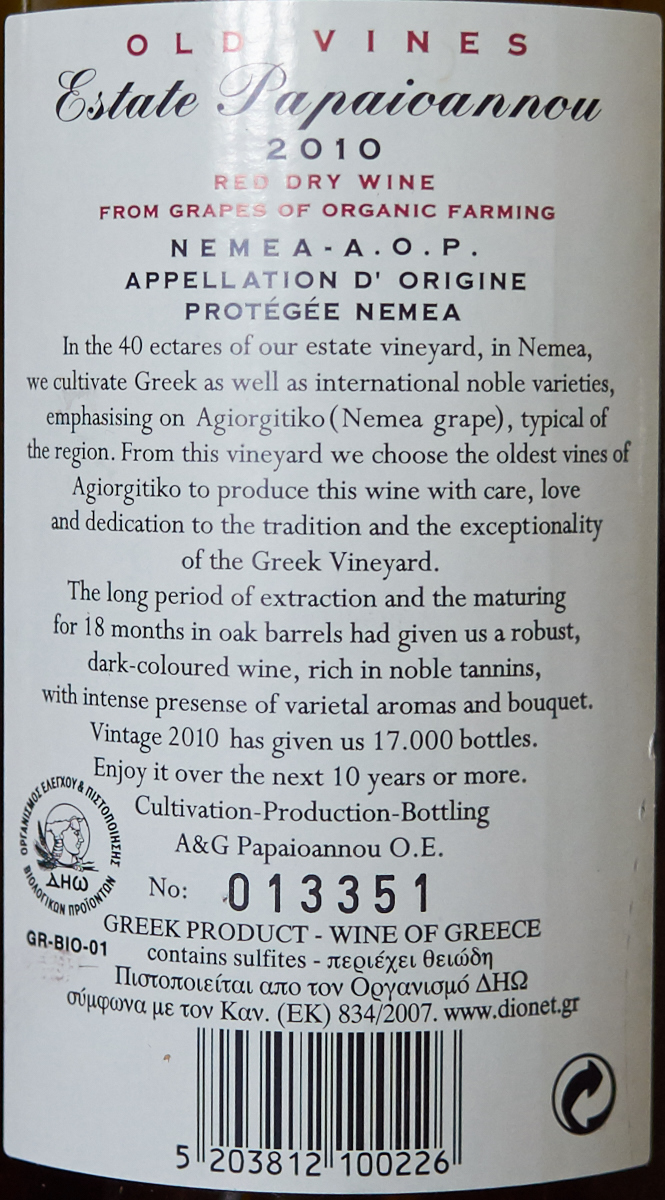 OLD VINES
Estate Papaioannou
2010
RED DRY WINE
FROM GRAPES OF ORGANIC FARMING
NEMEA-A.O.P.
APPELLATION D' ORIGINE
PROTÉGÉE NEMEA
In the 40 ectares of our estate vineyard, in Nemea,
we cultivate Greek as well as international noble varieties,
emphasising on Agiorgitiko (Nemea grape), typical of
the region. From this vineyard we choose the oldest vines of
Agiorgitiko to produce this wine with care, love
and dedication to the tradition and the exceptionality
of the Greek Vineyard.
The long period of extraction and the maturing
for 18 months in oak barrels had given us a robust,
dark-coloured wine, rich in noble tannins,
with intense presense of varietal aromas and bouquet.
Vintage 2010 has given us 17.000 bottles.
Enjoy it over the next 10 years or more.
Cultivation-Production-Bottling
A&G Papaioannou O.E.
ΟΡΓΑΝΙΣΜΟΣ ΕΛΕΓΧΟΥ & ΠΙΣΤΟΠΟΙΗΣΗΣ
ΒΙΟΛΟΓΙΚΩΝ ΠΡΟΪΟΝΤΩΝ
ΔΗω
No: 013351
GREEK PRODUCT - WINE OF GREECE
GR-BIO-01
contains sulfites - περιέχει θειώδη
Πιστοποιείται απο τον Οργανισμό ΔΗΩ
σύμφωνα με τον Καν. (ΕΚ) 834/2007. www.dionet.gr
5 203812 100226